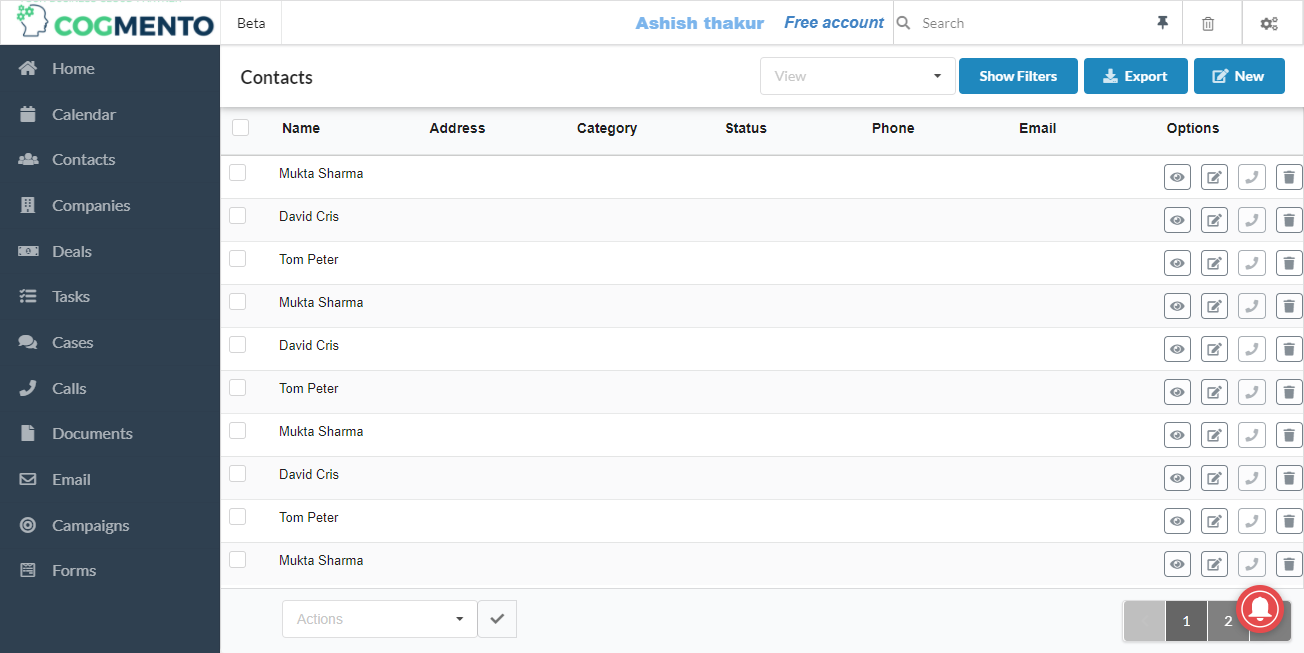 COGMENTO
Beta
Ashish thakur
Free account
Search
Home
Calendar
Contacts
Companies
Deals
Tasks
Cases
Calls
Documents
Email
Campaigns
Forms
Contacts
View
Show Filters
Export
New
Name Address Category Status Phone Email Options
Mukta Sharma
David Cris
Tom Peter
Mukta Sharma
David Cris
Tom Peter
Mukta Sharma
David Cris
Tom Peter
Mukta Sharma
Actions
1 2